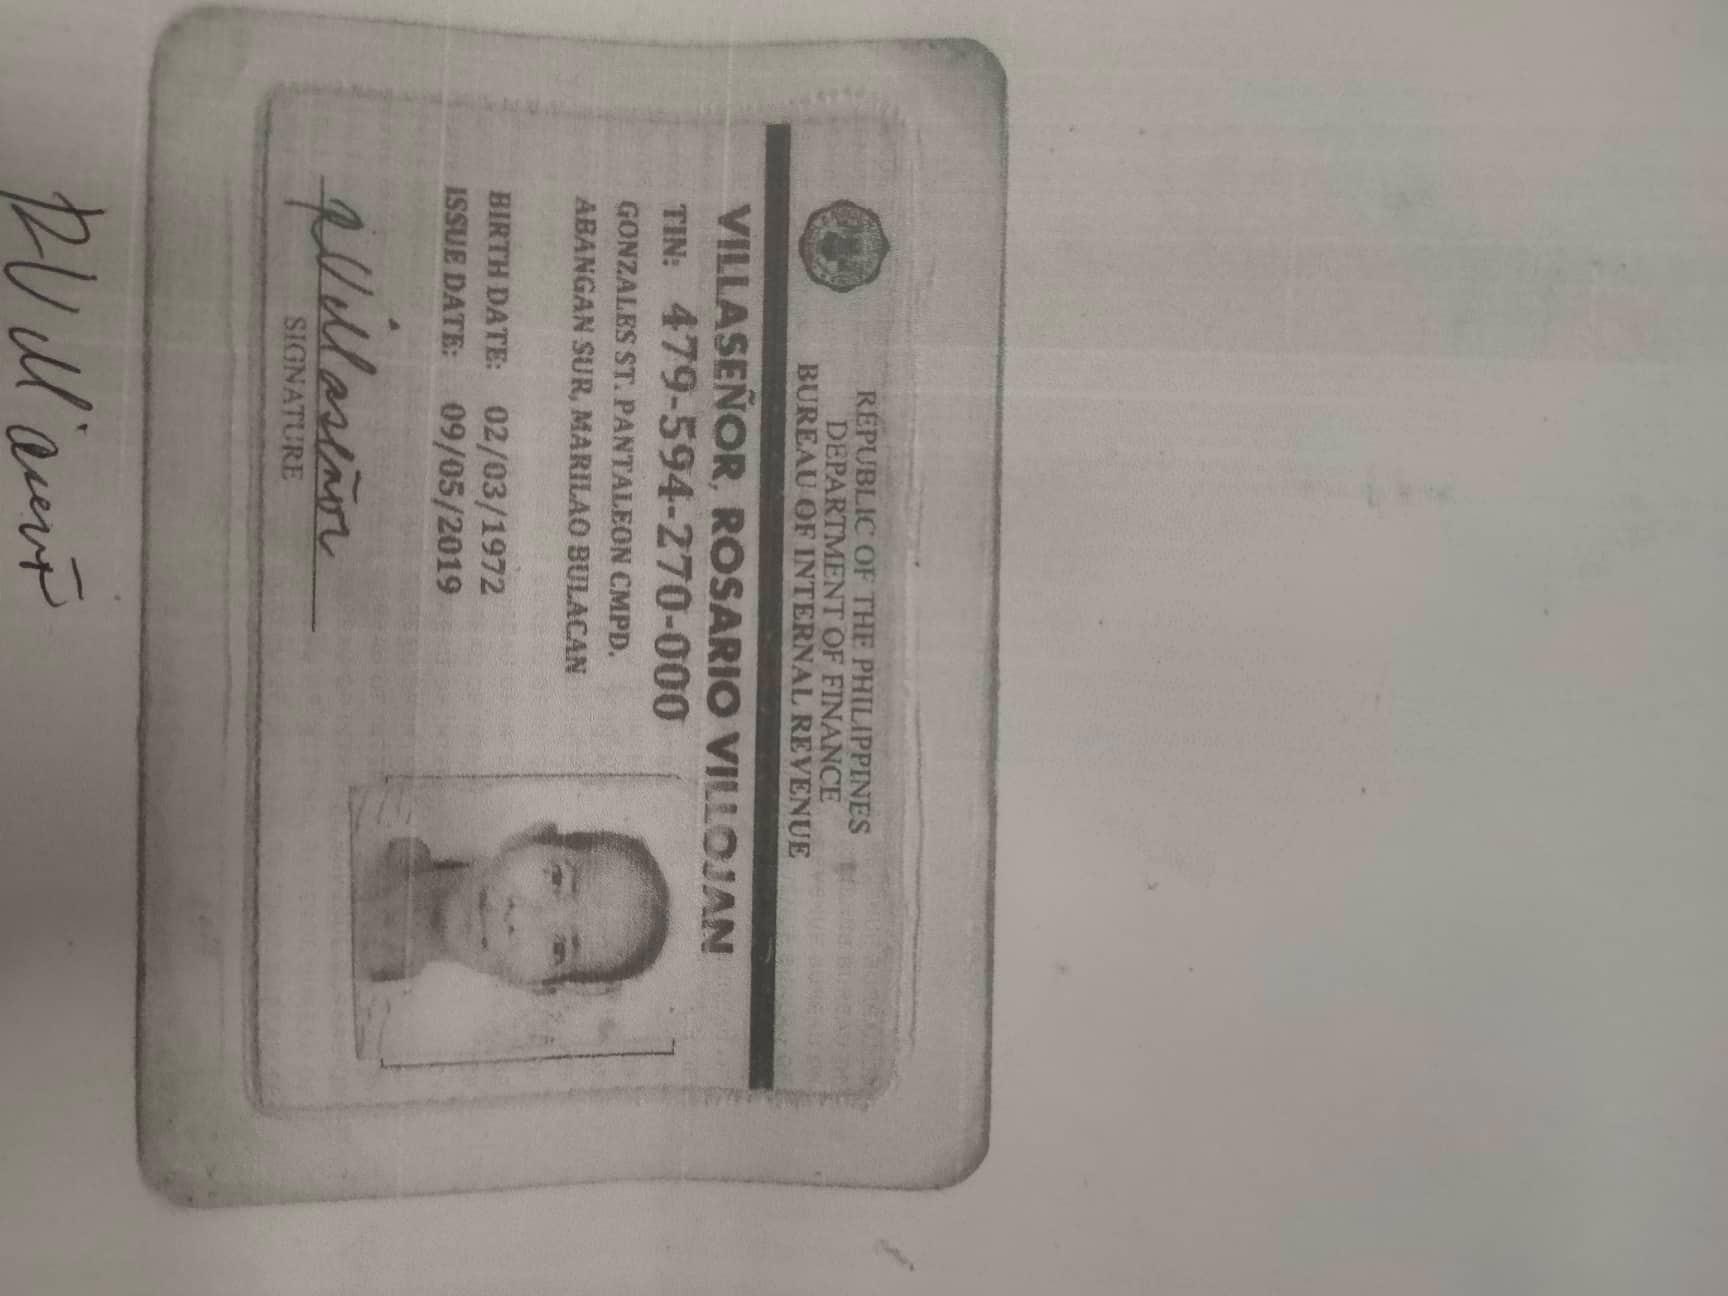 REPUBLIC OF THE PHILIPPINES
DEPARTMENT OF FINANCE
BUREAU OF INTERNAL REVENUE
VILLASEÑOR, ROSARIO VILLOJAN
TIN: 479-594-270-000
GONZALES ST. PANTALEON CMPD.
ABANGAN SUR, MARILAO BULACAN
BIRTH DATE: 02/03/1972
ISSUE DATE: 09/05/2019
RVillaseñor
SIGNATURE